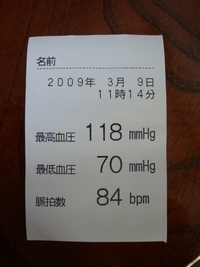 名前
2009年 3月 9日
11時14分
最高血圧 118 mmHg
最低血圧 70 mmHg
脈拍数 84 bpm